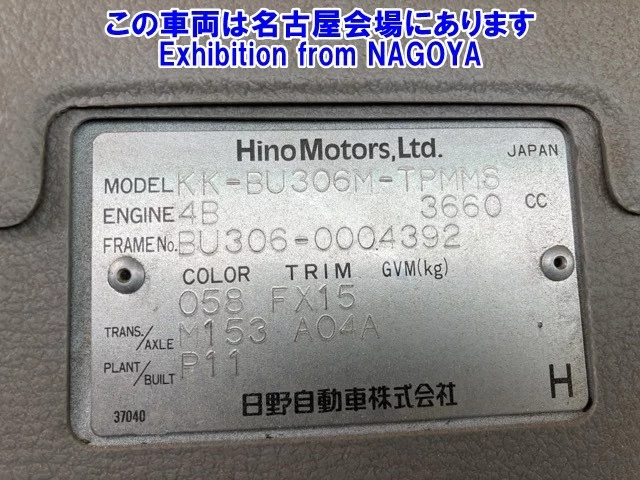 この車両は名古屋会場にあります
Exhibition from NAGOYA
Hino Motors, Ltd. JAPAN
MODEL KK-BU306M-TPMMS
ENGINE 4B 3660 CC
FRAME No. BU306-0004392
COLOR TRIM GVM(kg)
058 FX15
TRANS./AXLE M153 A04A
PLANT/BUILT P11
37040 日野自動車株式会社 H